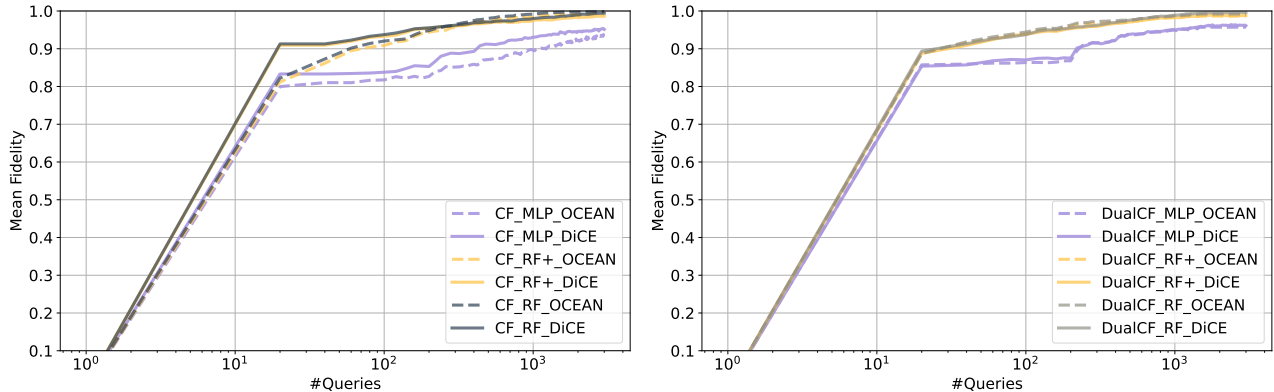 1.0
0.9
0.8
0.7
0.6
0.5
0.4
0.3
0.2
0.1
Mean Fidelity
10⁰
10¹
10²
10³
#Queries
CF_MLP_OCEAN
CF_MLP_DiCE
CF_RF+_OCEAN
CF_RF+_DiCE
CF_RF_OCEAN
CF_RF_DiCE
1.0
0.9
0.8
0.7
0.6
0.5
0.4
0.3
0.2
0.1
Mean Fidelity
10⁰
10¹
10²
10³
#Queries
DualCF_MLP_OCEAN
DualCF_MLP_DiCE
DualCF_RF+_OCEAN
DualCF_RF+_DiCE
DualCF_RF_OCEAN
DualCF_RF_DiCE